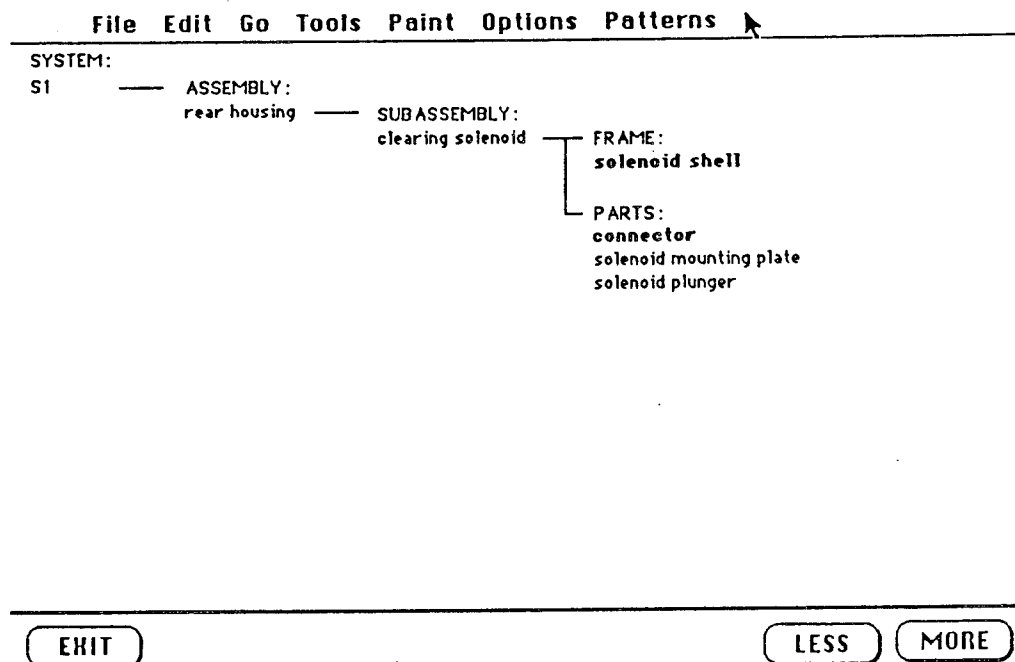 File Edit Go Tools Paint Options Patterns
SYSTEM:
S1
ASSEMBLY:
rear housing
SUBASSEMBLY:
clearing solenoid
FRAME:
solenoid shell
PARTS:
connector
solenoid mounting plate
solenoid plunger
EXIT
LESS
MORE